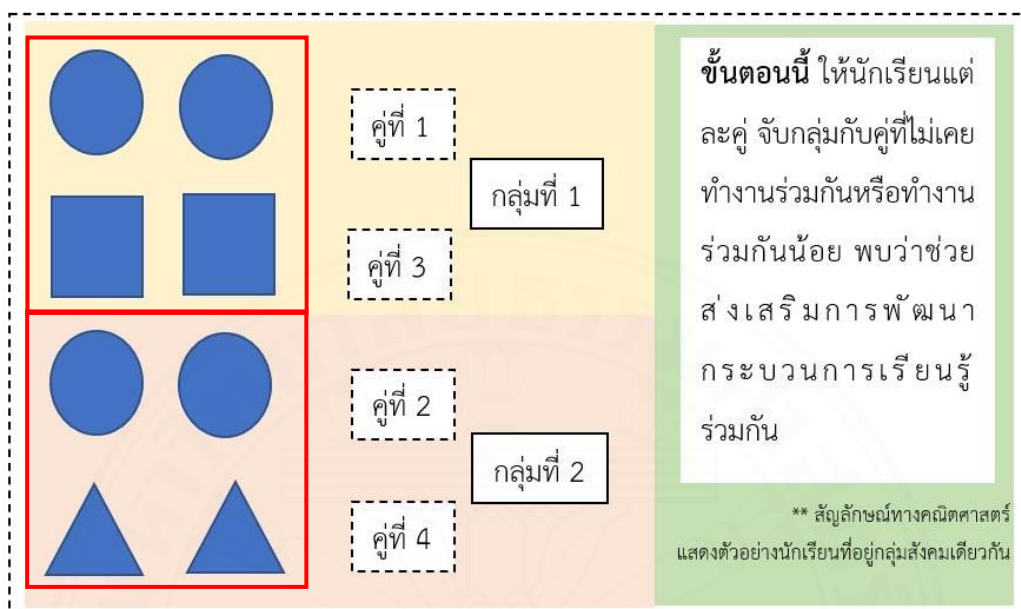 คู่ที่ 1
กลุ่มที่ 1
คู่ที่ 3
คู่ที่ 2
กลุ่มที่ 2
คู่ที่ 4
ขั้นตอนนี้ ให้นักเรียนแต่
ละคู่ จับกลุ่มกับคู่ที่ไม่เคย
ทำงานร่วมกันหรือทำงาน
ร่วมกันน้อย พบว่าช่วย
ส่งเสริมการพัฒนา
กระบวนการเรียนรู้
ร่วมกัน
** สัญลักษณ์ทางคณิตศาสตร์
แสดงตัวอย่างนักเรียนที่อยู่กลุ่มสังคมเดียวกัน